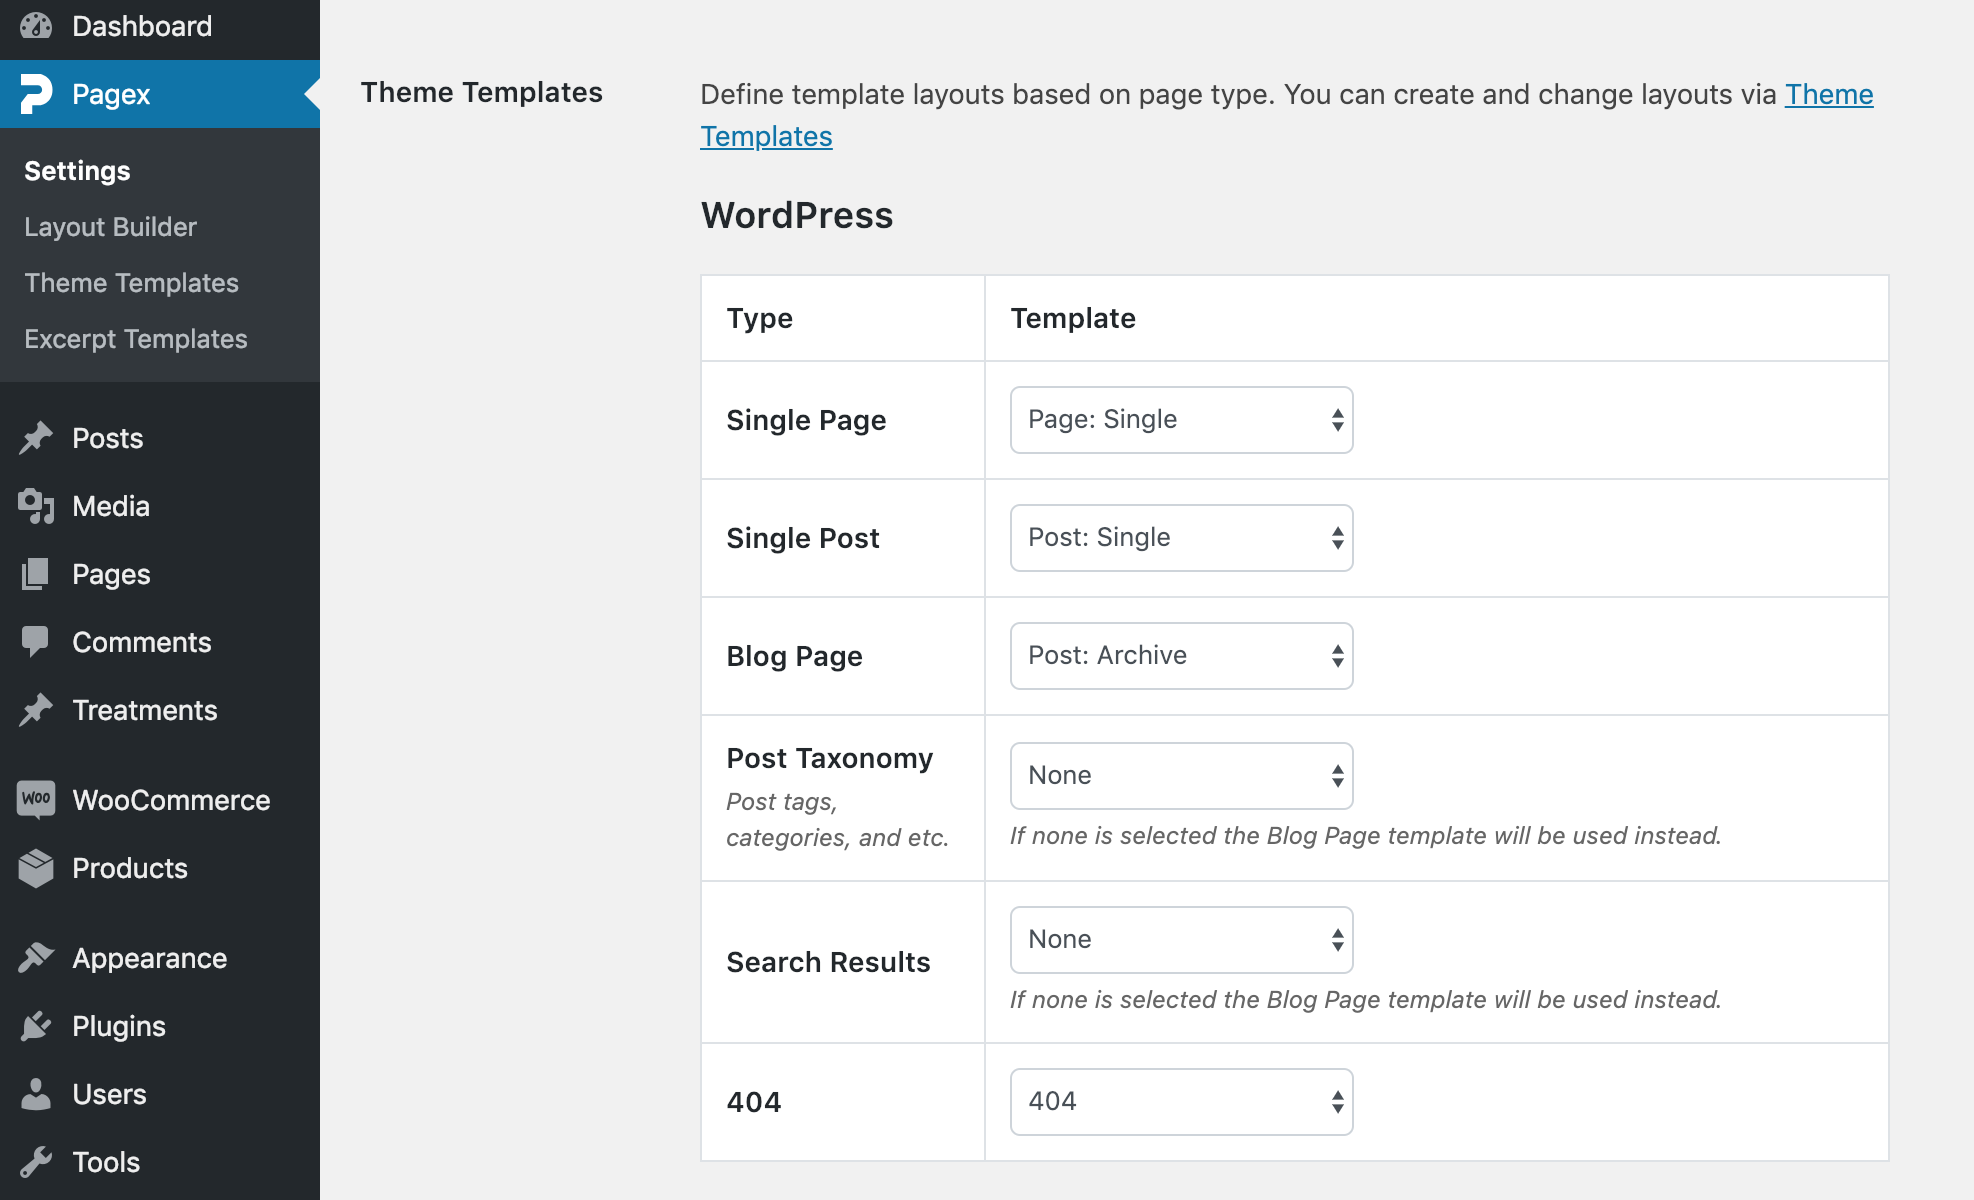 Dashboard
Pagex
Settings
Layout Builder
Theme Templates
Excerpt Templates
Posts
Media
Pages
Comments
Treatments
Woo
WooCommerce
Products
Appearance
Plugins
Users
Tools
Theme Templates
Define template layouts based on page type. You can create and change layouts via Theme
Templates
WordPress
Type
Template
Single Page
Page: Single
Single Post
Post: Single
Blog Page
Post: Archive
Post Taxonomy
Post tags,
categories, and etc.
None
If none is selected the Blog Page template will be used instead.
Search Results
None
If none is selected the Blog Page template will be used instead.
404
404